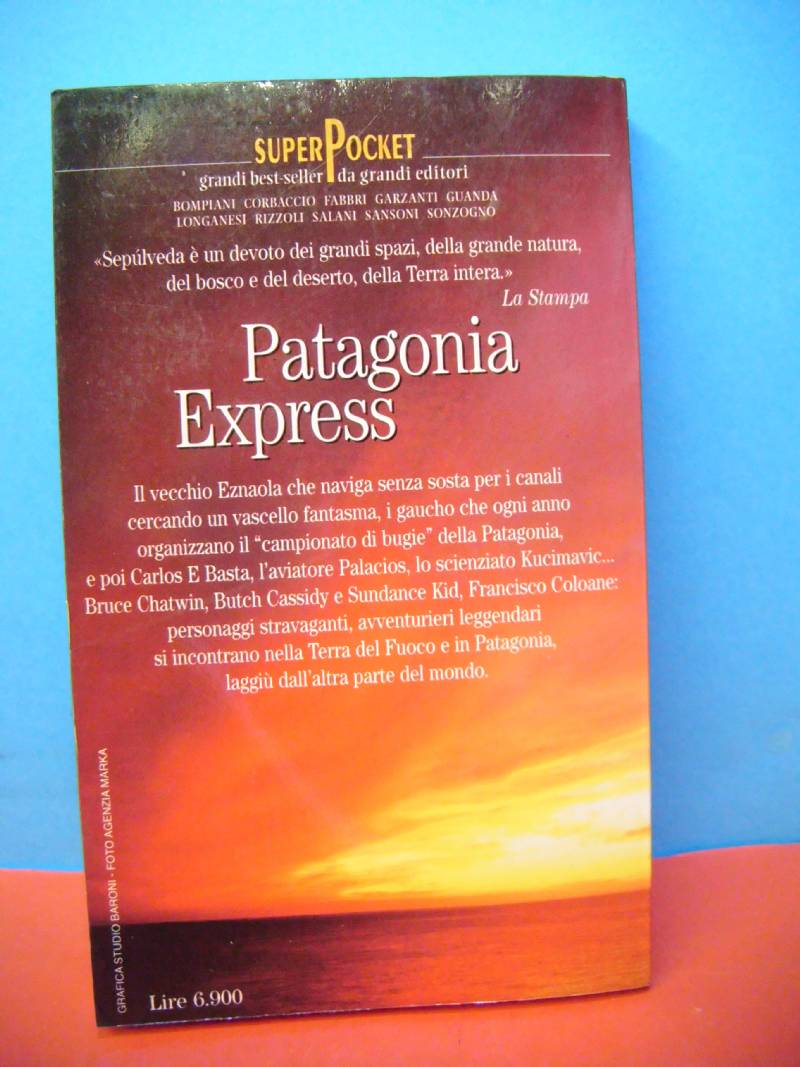 SUPERPOCKET
grandi best-seller da grandi editori
BOMPIANI CORBACCIO FABBRI GARZANTI GUANDA
LONGANESI RIZZOLI SALANI SANSONI SONZOGNO
«Sepúlveda è un devoto dei grandi spazi, della grande natura,
del bosco e del deserto, della Terra intera.»
La Stampa
Patagonia
Express
Il vecchio Eznaola che naviga senza sosta per i canali
cercando un vascello fantasma, i gaucho che ogni anno
organizzano il “campionato di bugie” della Patagonia,
e poi Carlos E Basta, l'aviatore Palacios, lo scienziato Kucimavic...
Bruce Chatwin, Butch Cassidy e Sundance Kid, Francisco Coloane:
personaggi stravaganti, avventurieri leggendari
si incontrano nella Terra del Fuoco e in Patagonia,
laggiù dall'altra parte del mondo.
GRAFICA STUDIO BARONI - FOTO AGENZIA MARKA
Lire 6.900